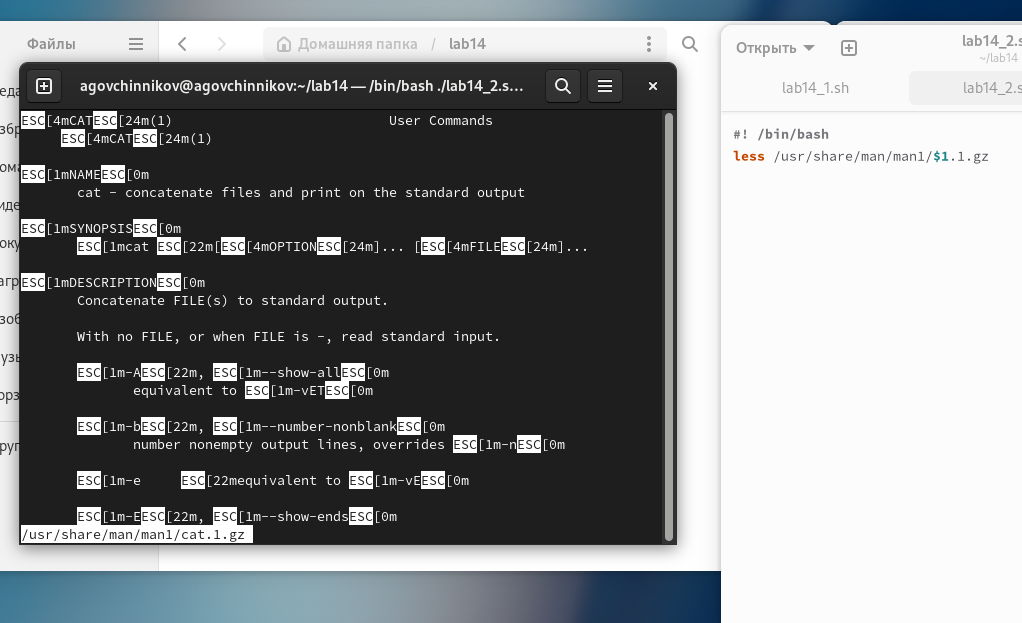 Файлы
Домашняя папка / lab14
agovchinnikov@agovchinnikov:~/lab14 — /bin/bash ./lab14_2.s…
ESC[4mCATESC[24m(1) User Commands
ESC[4mCATESC[24m(1)
ESC[1mNAMEESC[0m
cat - concatenate files and print on the standard output
ESC[1mSYNOPSISESC[0m
ESC[1mcat ESC[22m[ESC[4mOPTIONESC[24m]... [ESC[4mFILEESC[24m]...
ESC[1mDESCRIPTIONESC[0m
Concatenate FILE(s) to standard output.
With no FILE, or when FILE is -, read standard input.
ESC[1m-AESC[22m, ESC[1m--show-allESC[0m
equivalent to ESC[1m-vETESC[0m
ESC[1m-bESC[22m, ESC[1m--number-nonblankESC[0m
number nonempty output lines, overrides ESC[1m-nESC[0m
ESC[1m-e ESC[22mequivalent to ESC[1m-vEESC[0m
ESC[1m-EESC[22m, ESC[1m--show-endsESC[0m
/usr/share/man/man1/cat.1.gz
Открыть
lab14_2.s
~/lab14
lab14_1.sh
lab14_2.s
#! /bin/bash
less /usr/share/man/man1/$1.1.gz